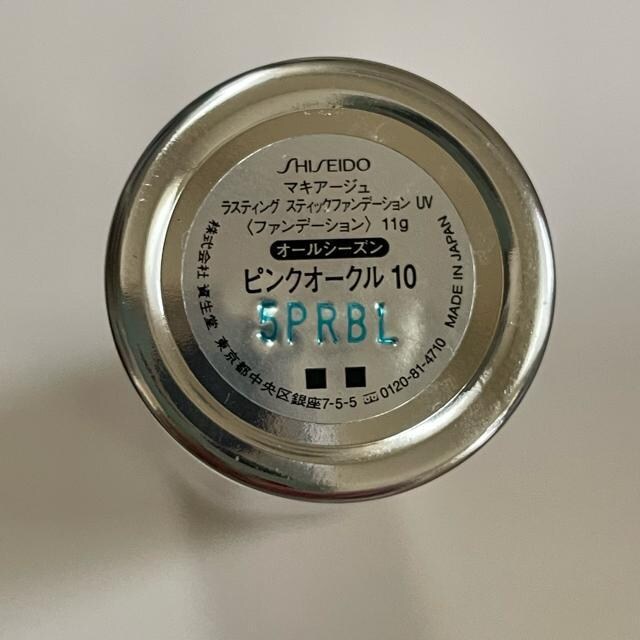 SHISEIDO
マキアージュ
ラスティング スティックファンデーション UV
〈ファンデーション〉 11g
オールシーズン
ピンクオークル 10
5PRBL
株式会社 資生堂 東京都中央区銀座7-5-5 0120-81-4710 MADE IN JAPAN